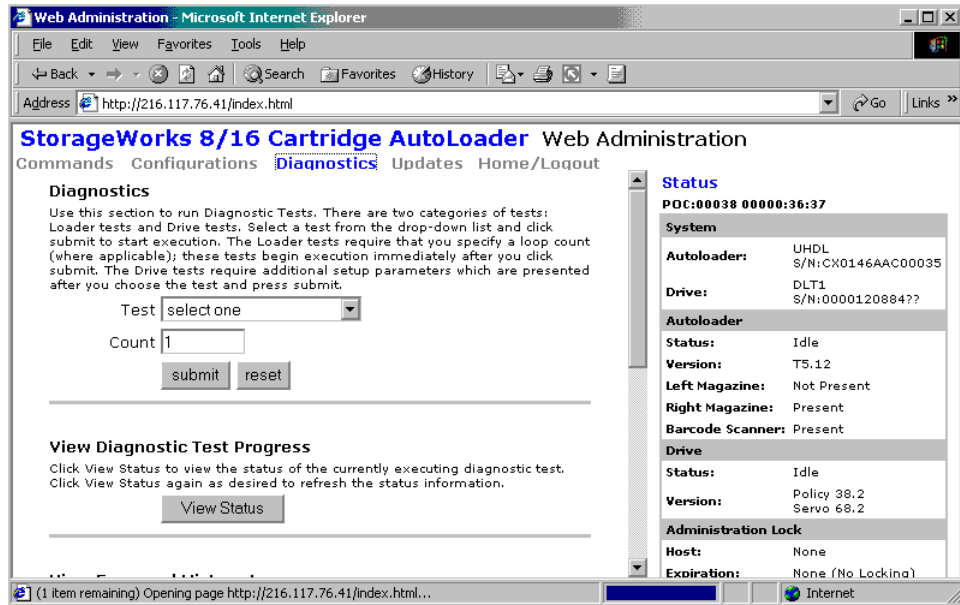 Web Administration - Microsoft Internet Explorer
File Edit View Favorites Tools Help
Back Search Favorites History
Address http://216.117.76.41/index.html Go Links »
StorageWorks 8/16 Cartridge AutoLoader Web Administration
Commands Configurations Diagnostics Updates Home/Logout
Diagnostics
Use this section to run Diagnostic Tests. There are two categories of tests:
Loader tests and Drive tests. Select a test from the drop-down list and click
submit to start execution. The Loader tests require that you specify a loop count
(where applicable); these tests begin execution immediately after you click
submit. The Drive tests require additional setup parameters which are presented
after you choose the test and press submit.
Test select one
Count 1
submit reset
View Diagnostic Test Progress
Click View Status to view the status of the currently executing diagnostic test.
Click View Status again as desired to refresh the status information.
View Status
Status
POC:00038 00000:36:37
System
Autoloader: UHDL
S/N:CX0146AAC00035
Drive: DLT1
S/N:0000120884??
Autoloader
Status: Idle
Version: T5.12
Left Magazine: Not Present
Right Magazine: Present
Barcode Scanner: Present
Drive
Status: Idle
Version: Policy 38.2
Servo 68.2
Administration Lock
Host: None
Expiration: None (No Locking)
(1 item remaining) Opening page http://216.117.76.41/index.html... Internet